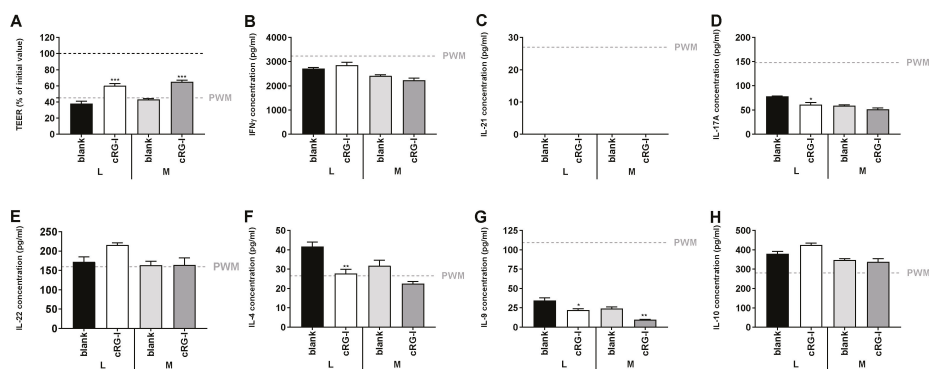 A
TEER (% of initial value)
120
100
80
60
40
20
0
***
***
PWM
blank
cRG-I
blank
cRG-I
L
M
B
IFNγ concentration (pg/ml)
4000
3000
2000
1000
0
PWM
blank
cRG-I
blank
cRG-I
L
M
C
IL-21 concentration (pg/ml)
30
20
10
0
PWM
blank
cRG-I
blank
cRG-I
L
M
D
IL-17A concentration (pg/ml)
200
150
100
50
0
*
PWM
blank
cRG-I
blank
cRG-I
L
M
E
IL-22 concentration (pg/ml)
250
200
150
100
50
0
PWM
blank
cRG-I
blank
cRG-I
L
M
F
IL-4 concentration (pg/ml)
50
40
30
20
10
0
**
PWM
blank
cRG-I
blank
cRG-I
L
M
G
IL-9 concentration (pg/ml)
125
100
75
50
25
0
*
**
PWM
blank
cRG-I
blank
cRG-I
L
M
H
IL-10 concentration (pg/ml)
500
400
300
200
100
0
PWM
blank
cRG-I
blank
cRG-I
L
M